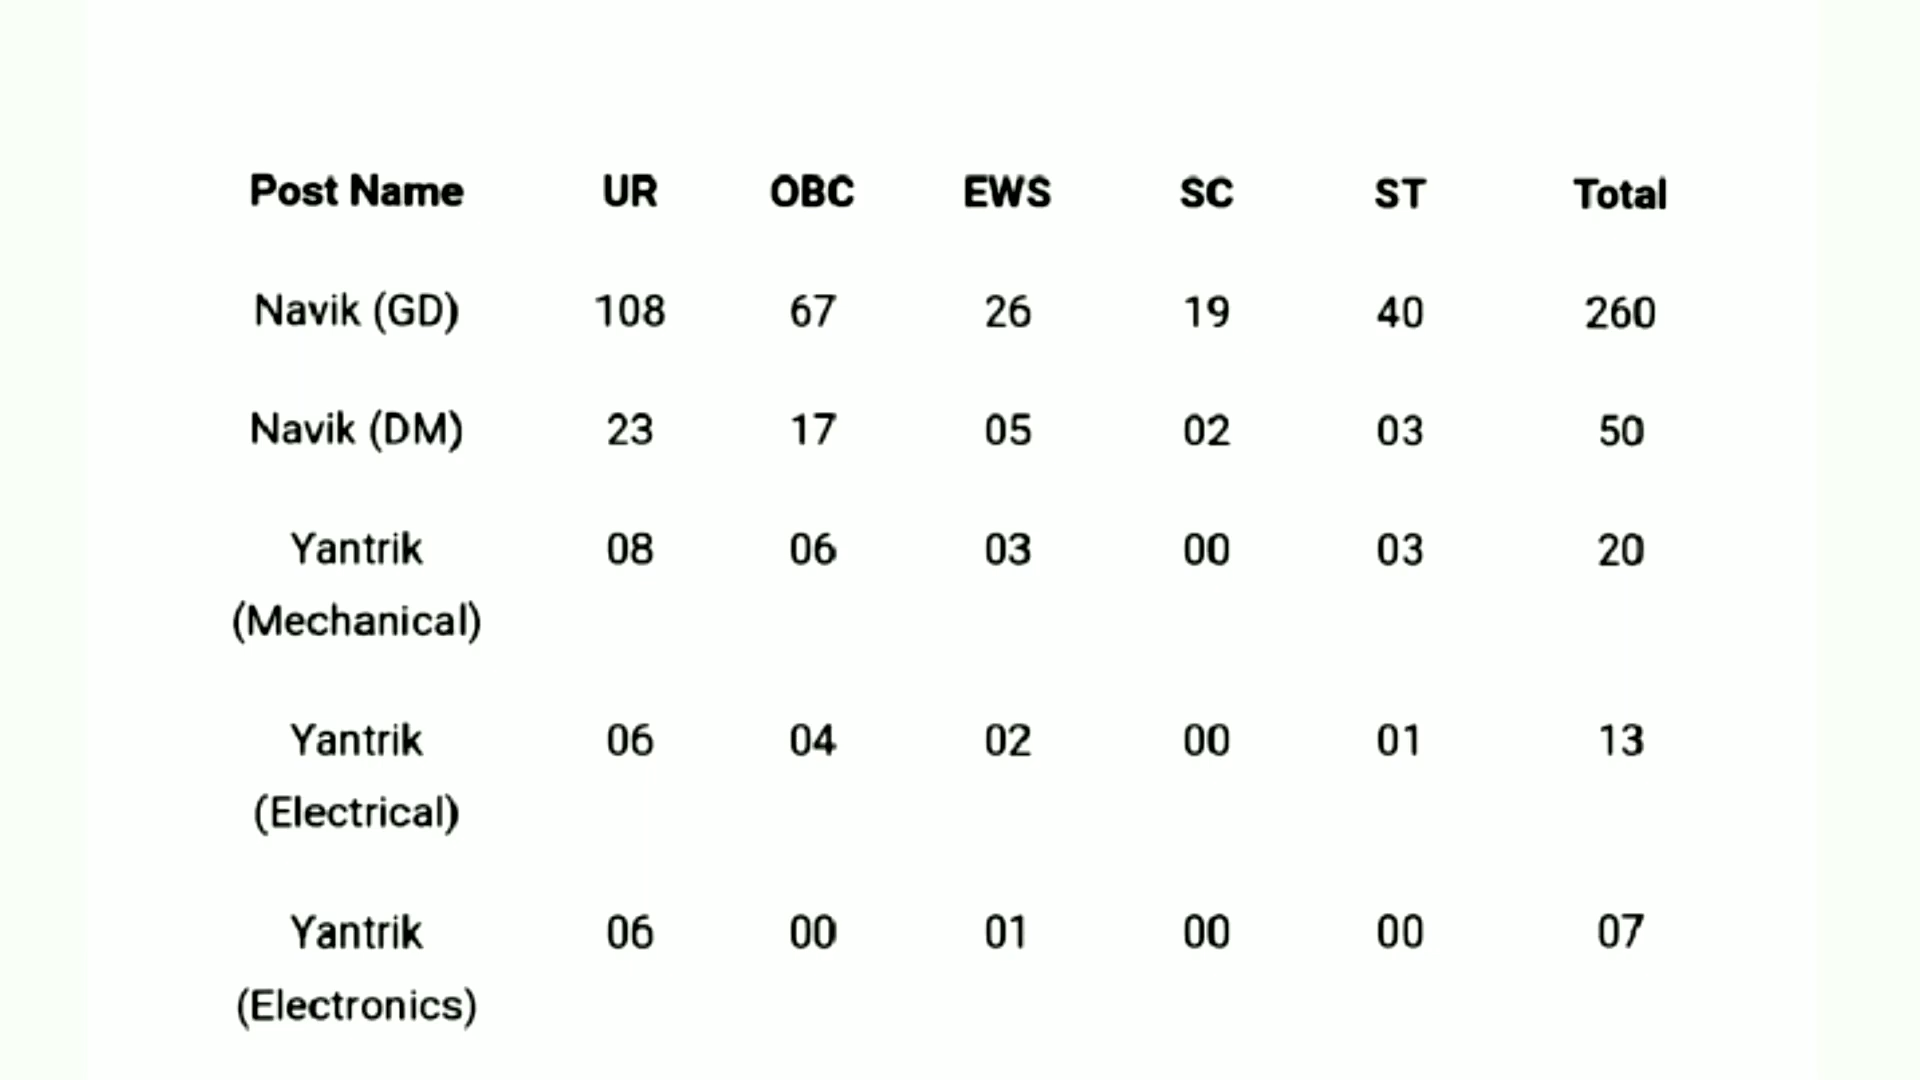 Post Name UR OBC EWS SC ST Total
Navik (GD) 108 67 26 19 40 260
Navik (DM) 23 17 05 02 03 50
Yantrik 08 06 03 00 03 20
(Mechanical)
Yantrik 06 04 02 00 01 13
(Electrical)
Yantrik 06 00 01 00 00 07
(Electronics)